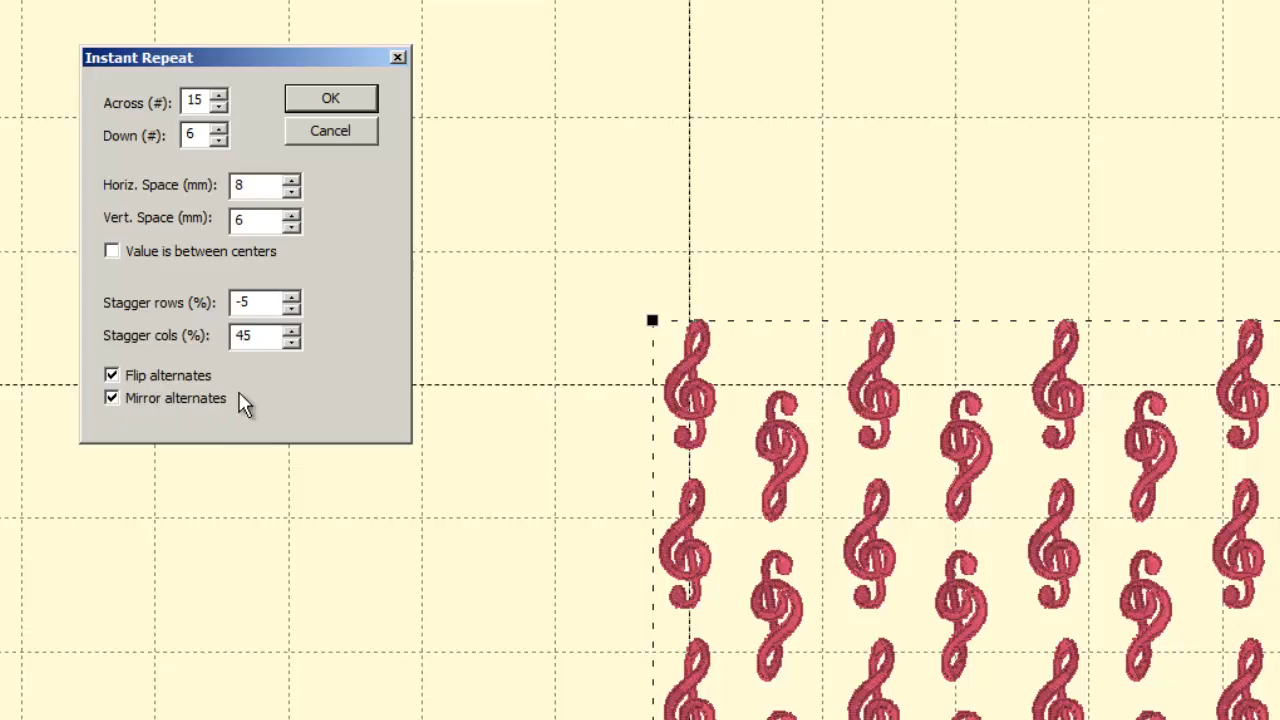 Instant Repeat
Across (#): 15
OK
Down (#): 6
Cancel
Horiz. Space (mm): 8
Vert. Space (mm): 6
Value is between centers
Stagger rows (%): -5
Stagger cols (%): 45
Flip alternates
Mirror alternates